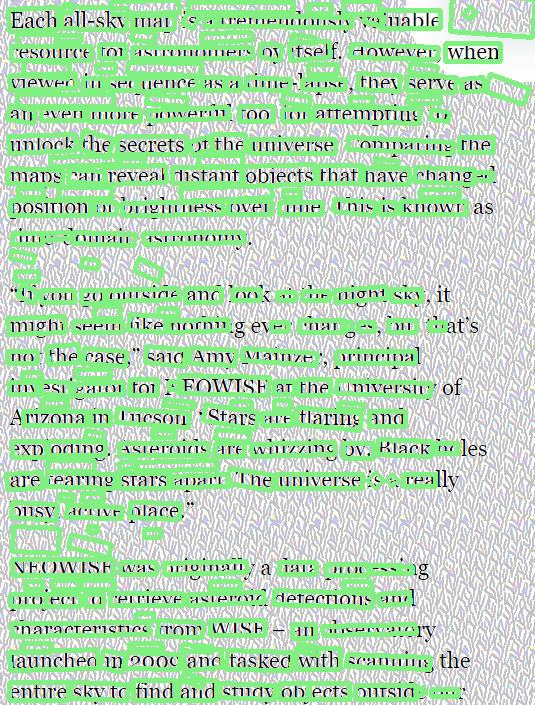 Each all-sky map is a tremendously valuable
resource for astronomers by itself. However, when
viewed in sequence as a time-lapse, they serve as
an even more powerful tool for attempting to
unlock the secrets of the universe. Comparing the
maps can reveal distant objects that have changed
position or brightness over time. This is known as
time-domain astronomy.
“If you go outside and look at the night sky, it
might seem like nothing ever changes, but that’s
not the case,” said Amy Mainzer, principal
investigator for NEOWISE at the University of
Arizona in Tucson. “Stars are flaring and
exploding. Asteroids are whizzing by. Black holes
are tearing stars apart. The universe is a really
busy, active place.”
NEOWISE was originally a data processing
project to retrieve asteroid detections and
characteristics from WISE – an observatory
launched in 2009 and tasked with scanning the
entire sky to find and study objects outside our